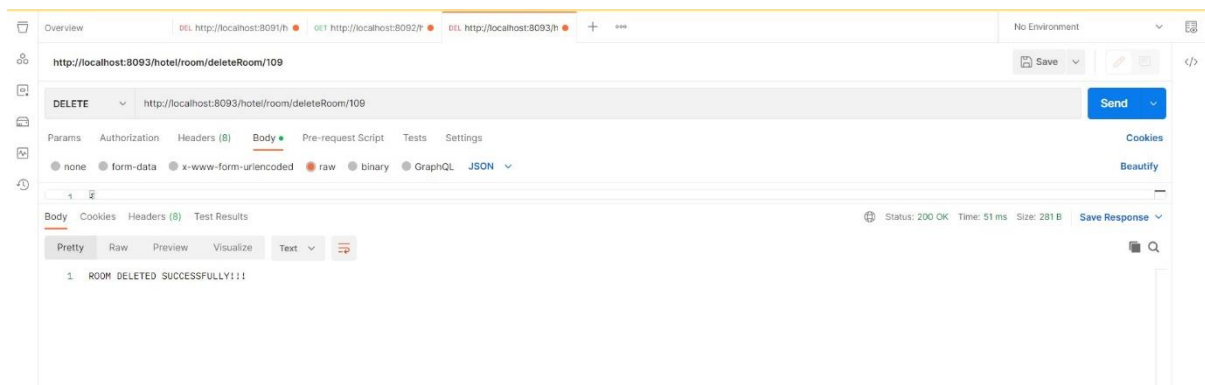 Overview DEL http://localhost:8091/h GET http://localhost:8092/h DEL http://localhost:8093/h No Environment
http://localhost:8093/hotel/room/deleteRoom/109 Save
DELETE http://localhost:8093/hotel/room/deleteRoom/109 Send
Params Authorization Headers (8) Body Pre-request Script Tests Settings Cookies
none form-data x-www-form-urlencoded raw binary GraphQL JSON Beautify
1
Body Cookies Headers (8) Test Results Status: 200 OK Time: 51 ms Size: 281 B Save Response
Pretty Raw Preview Visualize Text
1 ROOM DELETED SUCCESSFULLY!!!